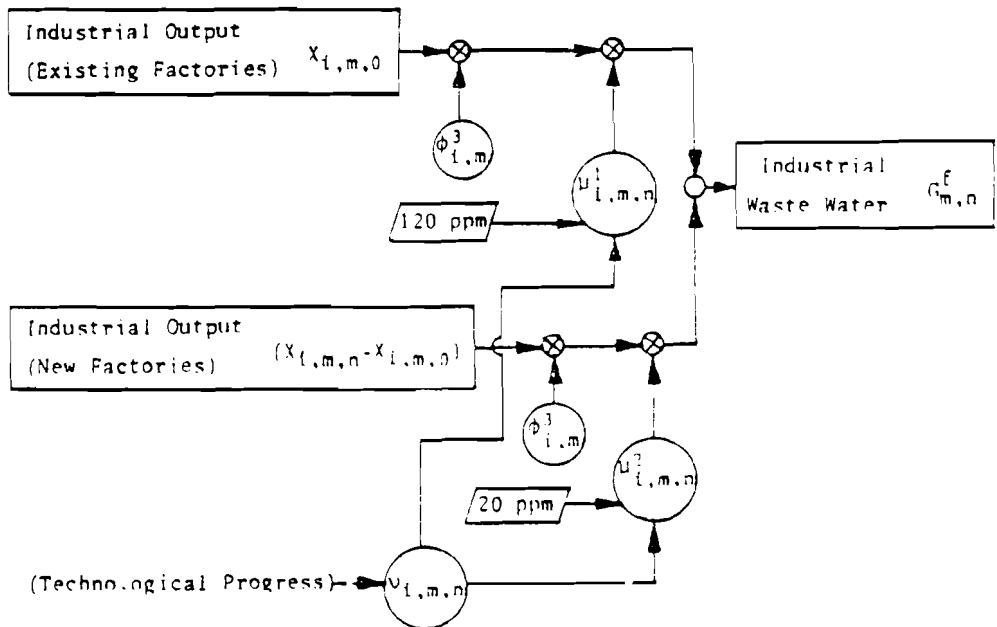 Industrial Output
(Existing Factories) X_{i,m,0}
φ^3_{i,m}
μ^1_{i,m,n}
120 ppm
Industrial
Waste Water G^f_{m,n}
Industrial Output
(New Factories) (X_{i,m,n}-X_{i,m,0})
φ^3_{i,m}
μ^2_{i,m,n}
20 ppm
(Technological Progress)
ν_{i,m,n}